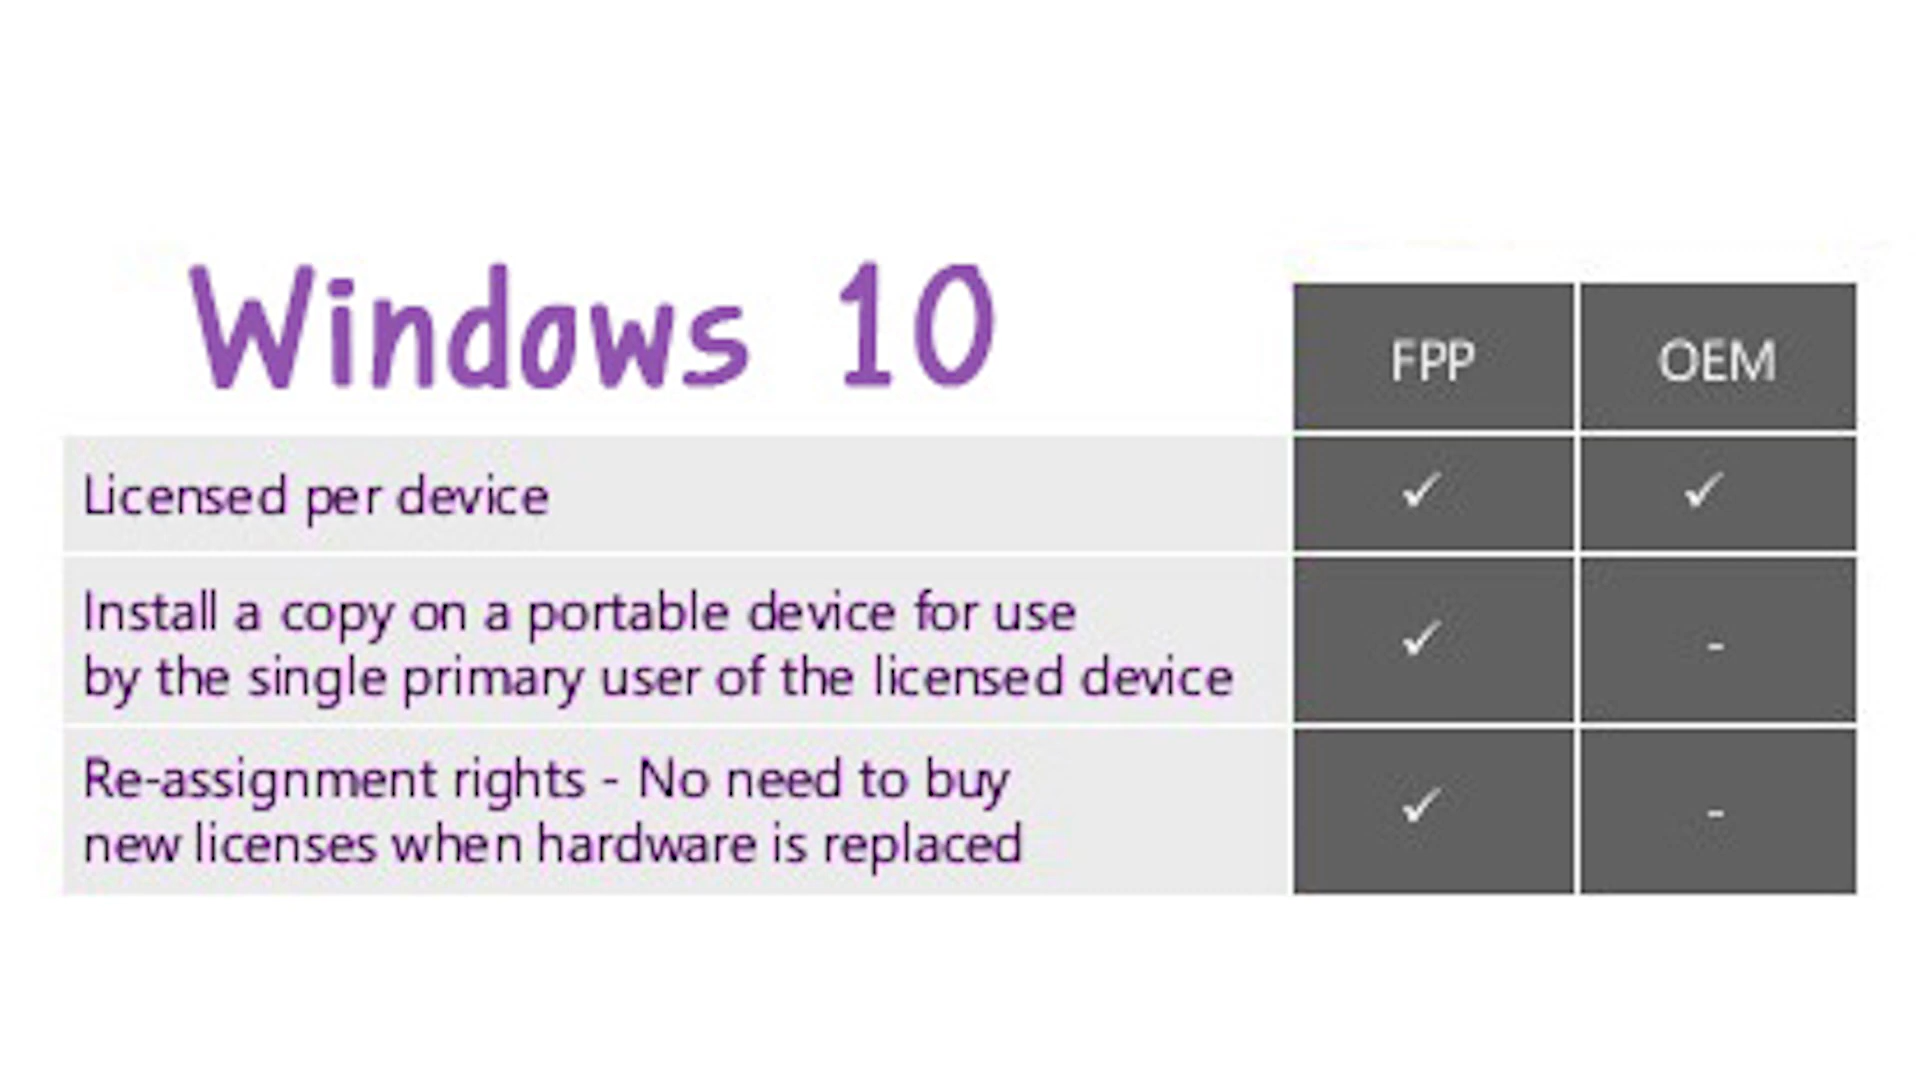 Windows 10
FPP
OEM
Licensed per device
✓
✓
Install a copy on a portable device for use
by the single primary user of the licensed device
✓
-
Re-assignment rights - No need to buy
new licenses when hardware is replaced
✓
-